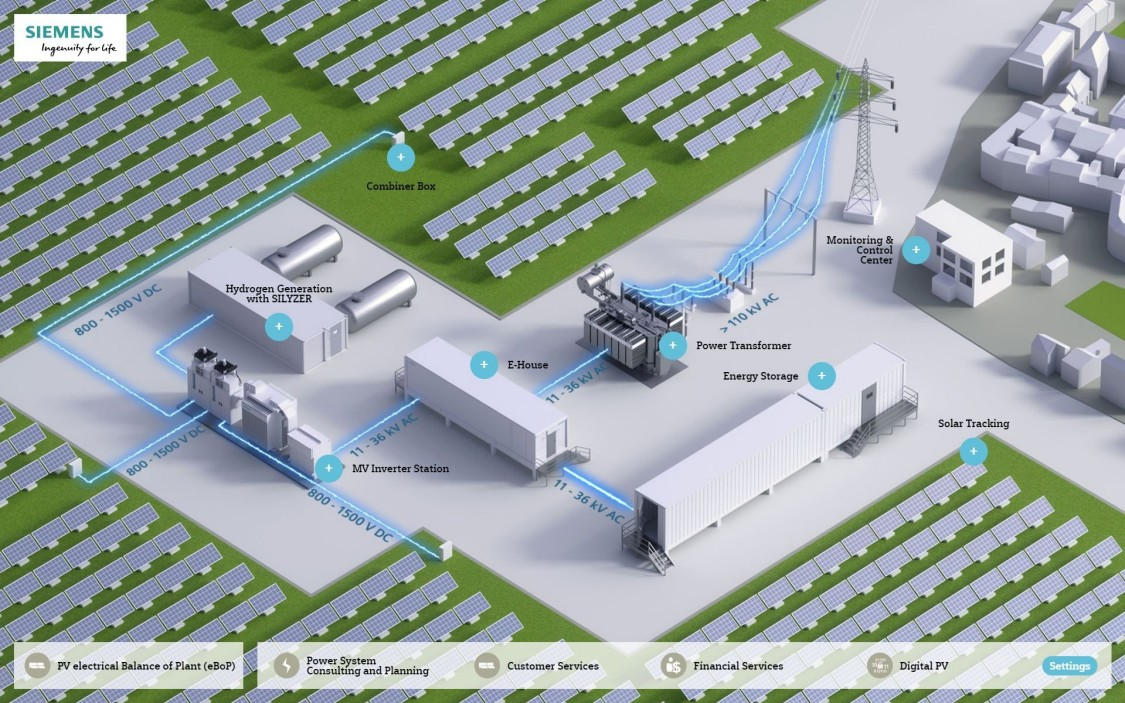 SIEMENS
Ingenuity for life
Combiner Box
Monitoring &
Control
Center
Hydrogen Generation
with SILYZER
800 - 1500 V DC
> 110 kV AC
Power Transformer
E-House
11 - 36 kV AC
Energy Storage
Solar Tracking
11 - 36 kV AC
800 - 1500 V DC
MV Inverter Station
800 - 1500 V DC
11 - 36 kV AC
PV electrical Balance of Plant (eBoP)
Power System
Consulting and Planning
Customer Services
Financial Services
Digital PV
Settings